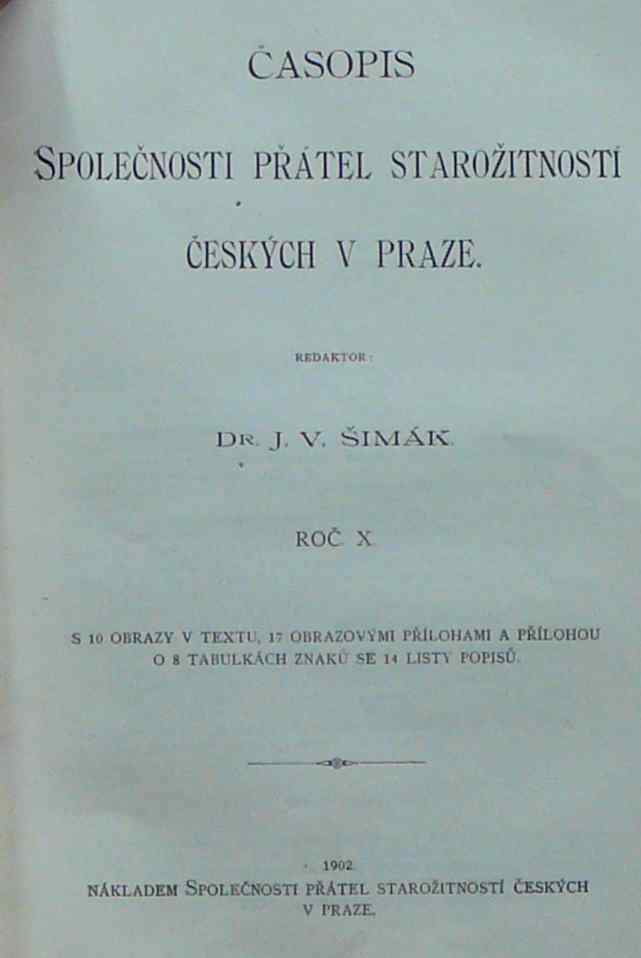 ČASOPIS
SPOLEČNOSTI PŘÁTEL STAROŽITNOSTÍ
ČESKÝCH V PRAZE.
REDAKTOR:
DR. J. V. ŠIMÁK.
ROČ. X.
S 10 OBRAZY V TEXTU, 17 OBRAZOVÝMI PŘÍLOHAMI A PŘÍLOHOU
O 8 TABULKÁCH ZNAKŮ SE 14 LISTY POPISŮ.
1902.
NÁKLADEM SPOLEČNOSTI PŘÁTEL STAROŽITNOSTÍ ČESKÝCH
V PRAZE.